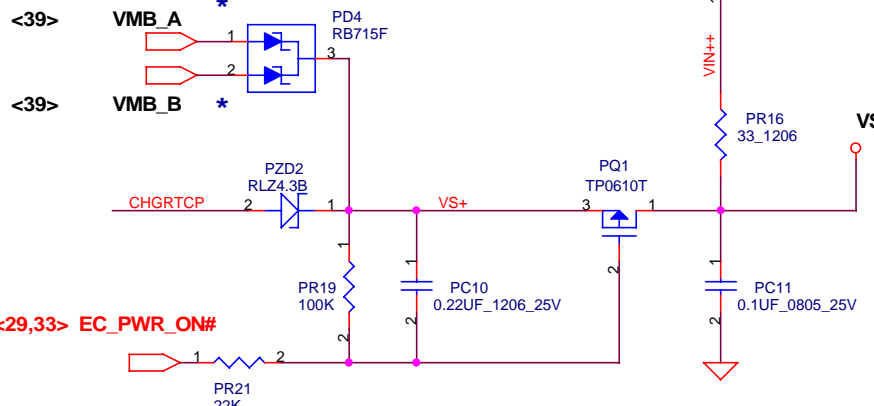 *
<39> VMB_A
PD4
RB715F
1
3
2
<39> VMB_B *
VIN++
PR16
33_1206
PZD2
RLZ4.3B
PQ1
TP0610T
CHGRTCP 2 1 VS+ 3 1
1 1 2 1
PR19
100K
PC10
0.22UF_1206_25V
PC11
0.1UF_0805_25V
2 2 2
<29,33> EC_PWR_ON#
1 2
PR21
22K